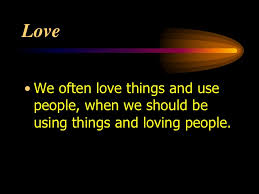 Love
• We often love things and use
people, when we should be
using things and loving people.